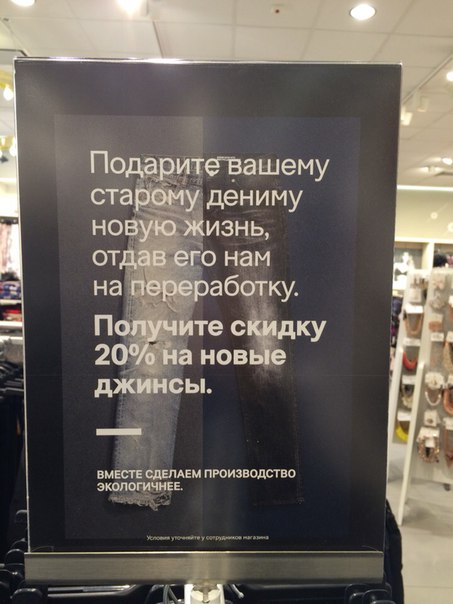 Подарите вашему
старому дениму
новую жизнь,
отдав его нам
на переработку.
Получите скидку
20% на новые
джинсы.
ВМЕСТЕ СДЕЛАЕМ ПРОИЗВОДСТВО
ЭКОЛОГИЧНЕЕ.
Условия уточняйте у сотрудников магазина